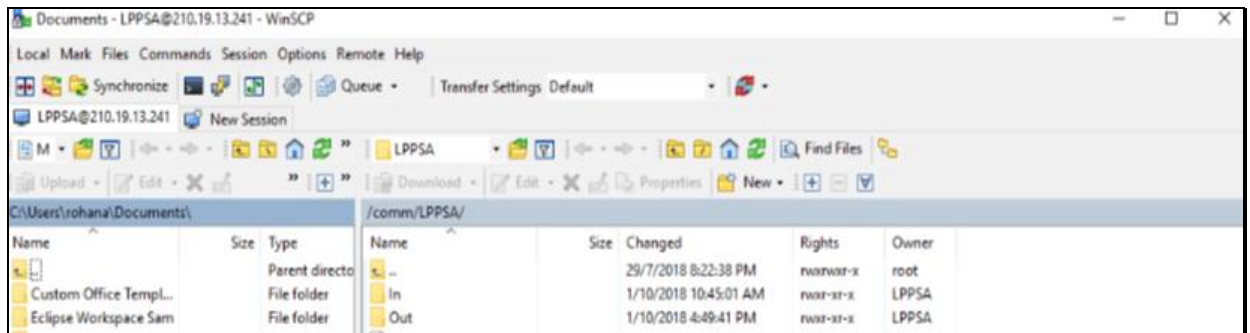 Documents - LPPSA@210.19.13.241 - WinSCP
Local Mark Files Commands Session Options Remote Help
Synchronize Queue Transfer Settings Default
LPPSA@210.19.13.241 New Session
M » LPPSA Find Files
Upload Edit » » Download Edit Properties New
C:\Users\rohana\Documents\ /comm/LPPSA/
Name Size Type Name Size Changed Rights Owner
.. Parent directo .. 29/7/2018 8:22:38 PM rwxrwxr-x root
Custom Office Templ... File folder In 1/10/2018 10:45:01 AM rwxr-xr-x LPPSA
Eclipse Workspace Sam File folder Out 1/10/2018 4:49:41 PM rwxr-xr-x LPPSA